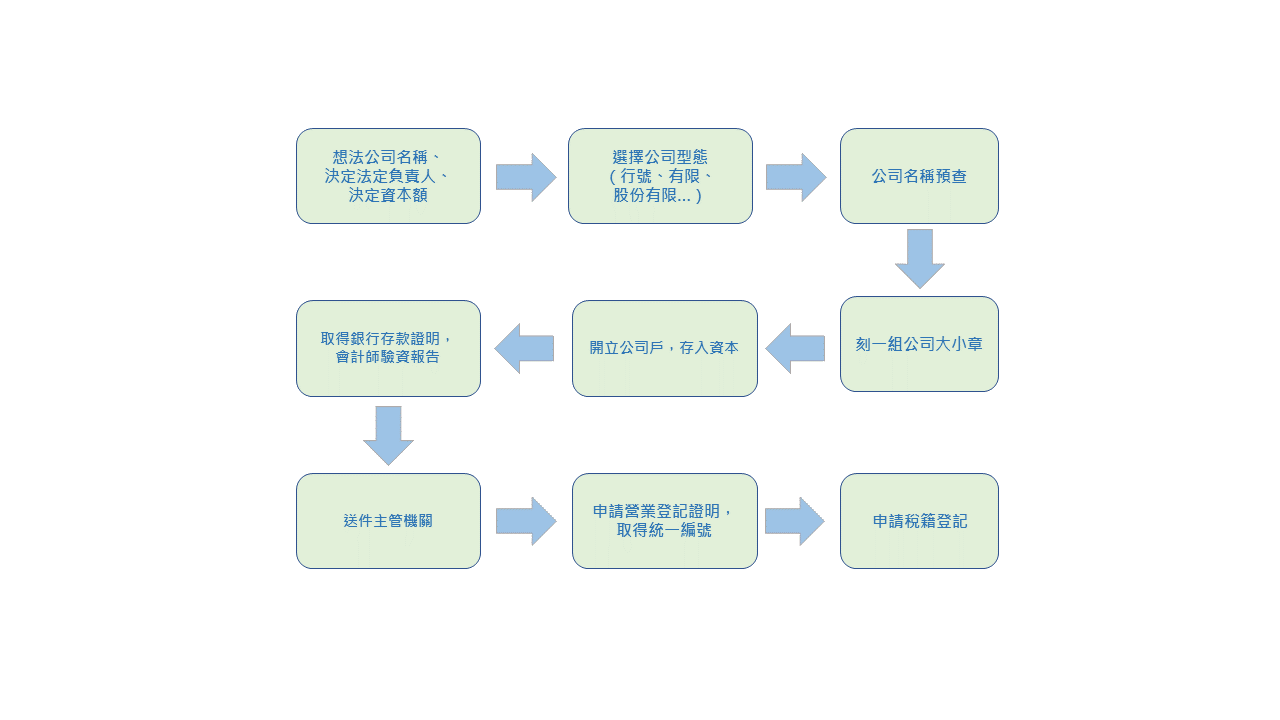 想法公司名稱、
決定法定負責人、
決定資本額
選擇公司型態
（行號、有限、
股份有限...）
公司名稱預查
刻一組公司大小章
開立公司戶，存入資本
取得銀行存款證明，
會計師驗資報告
送件主管機關
申請營業登記證明，
取得統一編號
申請稅籍登記